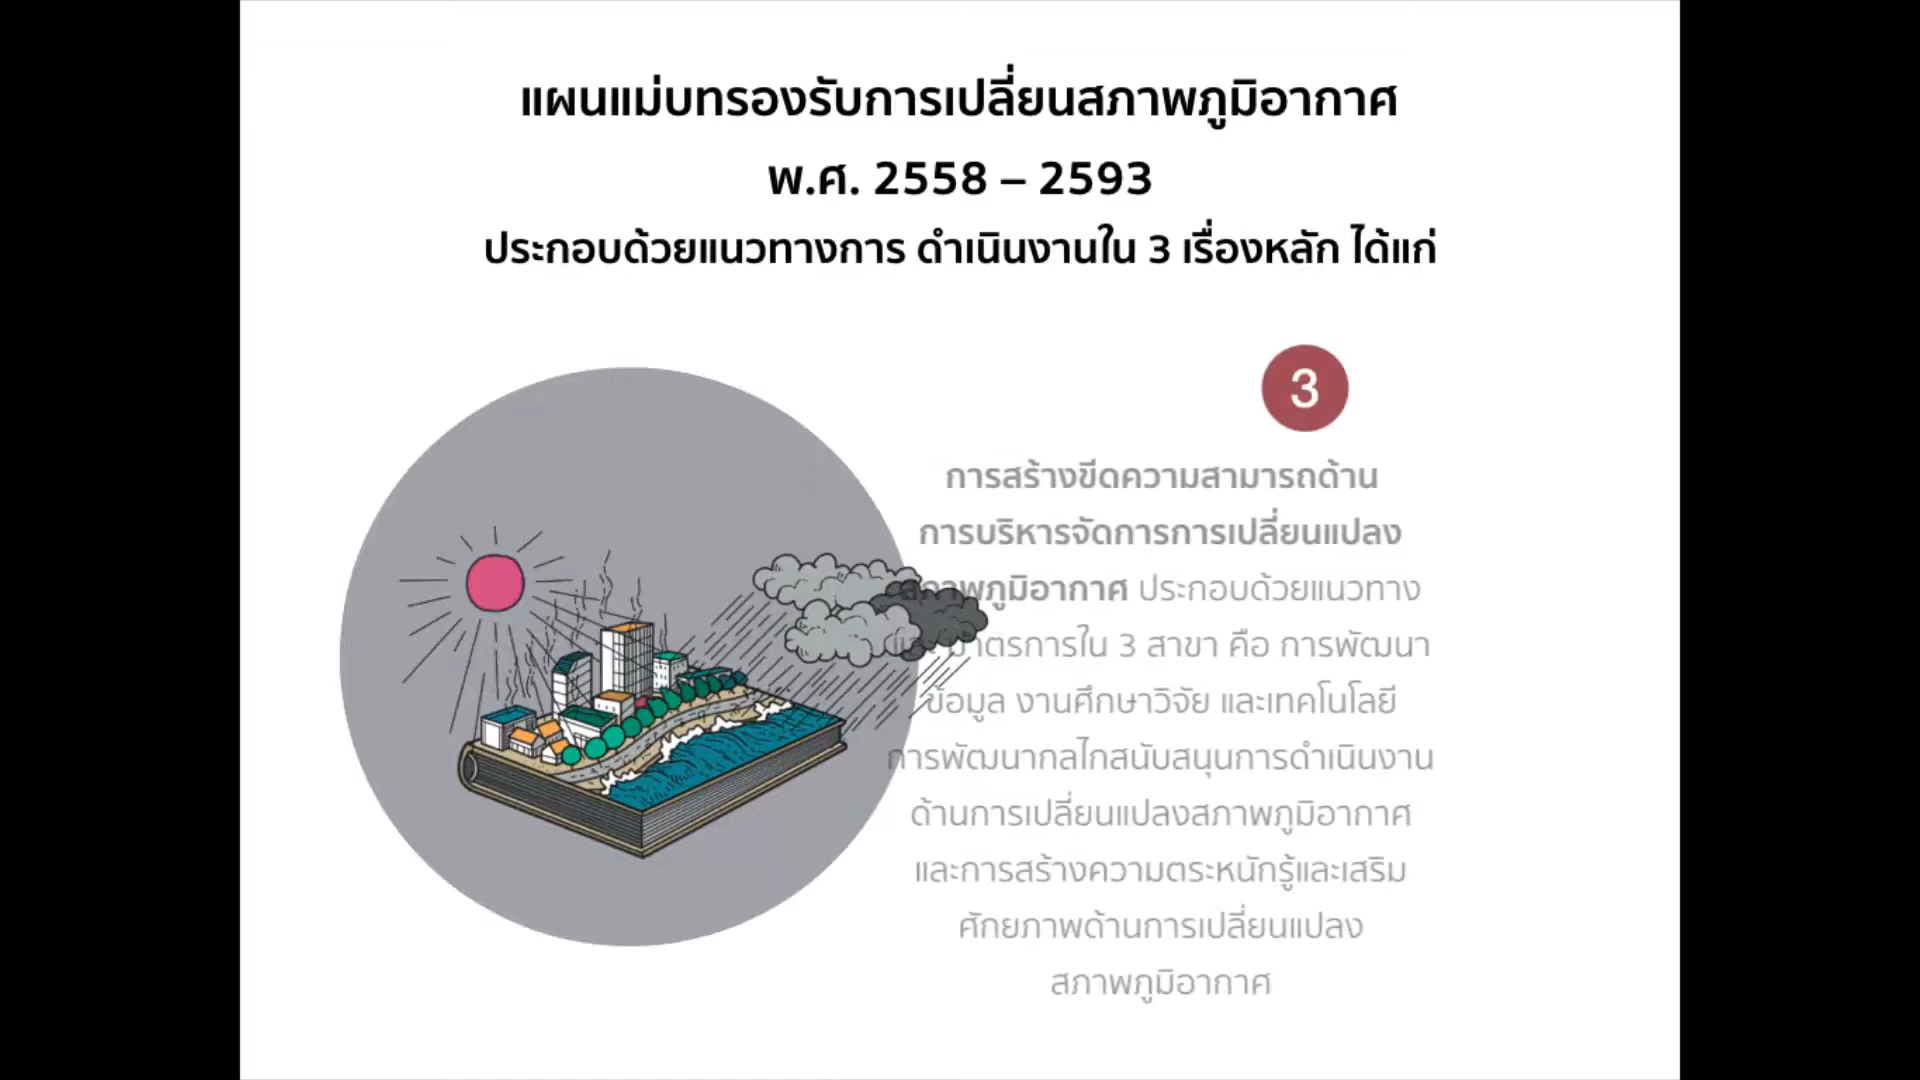 แผนแม่บทรองรับการเปลี่ยนสภาพภูมิอากาศ
พ.ศ. 2558 – 2593
ประกอบด้วยแนวทางการ ดำเนินงานใน 3 เรื่องหลัก ได้แก่
3
การสร้างขีดความสามารถด้าน
การบริหารจัดการการเปลี่ยนแปลง
สภาพภูมิอากาศ ประกอบด้วยแนวทาง
และมาตรการใน 3 สาขา คือ การพัฒนา
ข้อมูล งานศึกษาวิจัย และเทคโนโลยี
การพัฒนากลไกสนับสนุนการดำเนินงาน
ด้านการเปลี่ยนแปลงสภาพภูมิอากาศ
และการสร้างความตระหนักรู้และเสริม
ศักยภาพด้านการเปลี่ยนแปลง
สภาพภูมิอากาศ